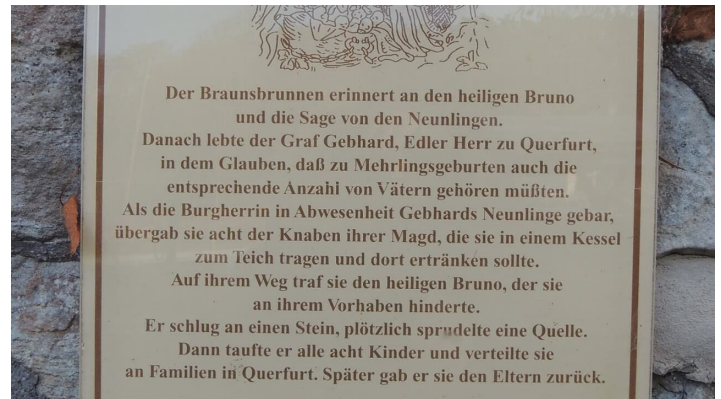 Der Braunsbrunnen erinnert an den heiligen Bruno
und die Sage von den Neunlingen.
Danach lebte der Graf Gebhard, Edler Herr zu Querfurt,
in dem Glauben, daß zu Mehrlingsgeburten auch die
entsprechende Anzahl von Vätern gehören müßten.
Als die Burgherrin in Abwesenheit Gebhards Neunlinge gebar,
übergab sie acht der Knaben ihrer Magd, die sie in einem Kessel
zum Teich tragen und dort ertränken sollte.
Auf ihrem Weg traf sie den heiligen Bruno, der sie
an ihrem Vorhaben hinderte.
Er schlug an einen Stein, plötzlich sprudelte eine Quelle.
Dann taufte er alle acht Kinder und verteilte sie
an Familien in Querfurt. Später gab er sie den Eltern zurück.